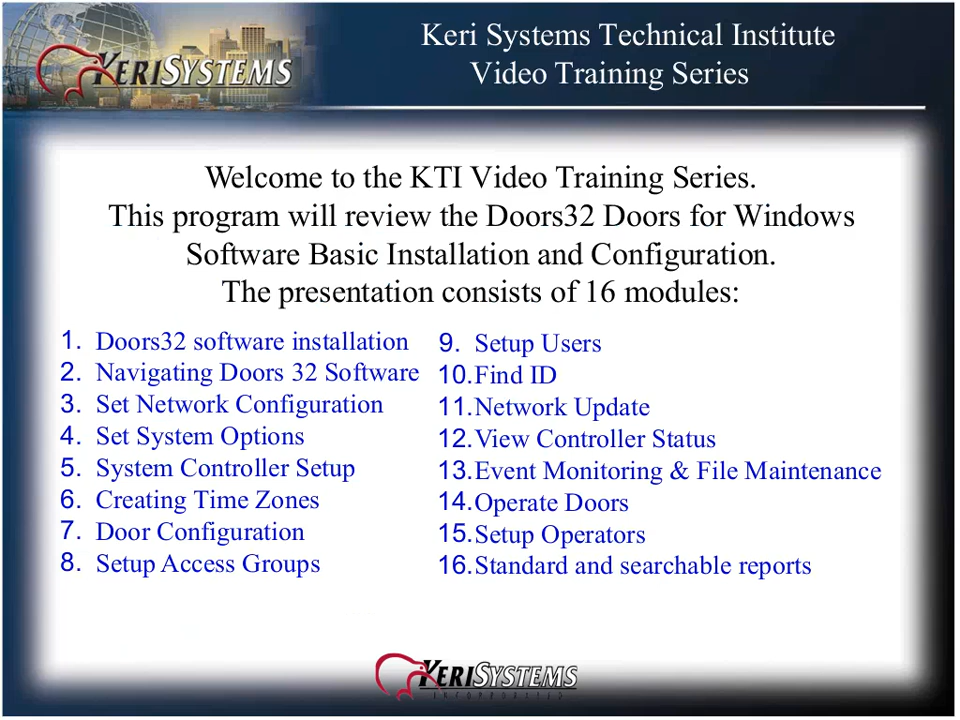 KERISYSTEMS
Keri Systems Technical Institute
Video Training Series
Welcome to the KTI Video Training Series.
This program will review the Doors32 Doors for Windows
Software Basic Installation and Configuration.
The presentation consists of 16 modules:
1. Doors32 software installation
2. Navigating Doors 32 Software
3. Set Network Configuration
4. Set System Options
5. System Controller Setup
6. Creating Time Zones
7. Door Configuration
8. Setup Access Groups
9. Setup Users
10. Find ID
11. Network Update
12. View Controller Status
13. Event Monitoring & File Maintenance
14. Operate Doors
15. Setup Operators
16. Standard and searchable reports
KERISYSTEMS
INCORPORATED